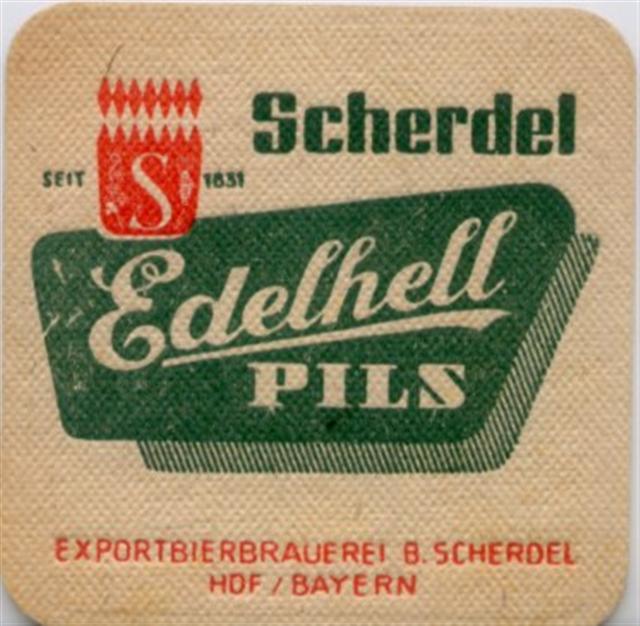 Scherdel
SEIT S 1831
Edelhell
PILS
EXPORTBIERBRAUEREI B. SCHERDEL
HOF / BAYERN